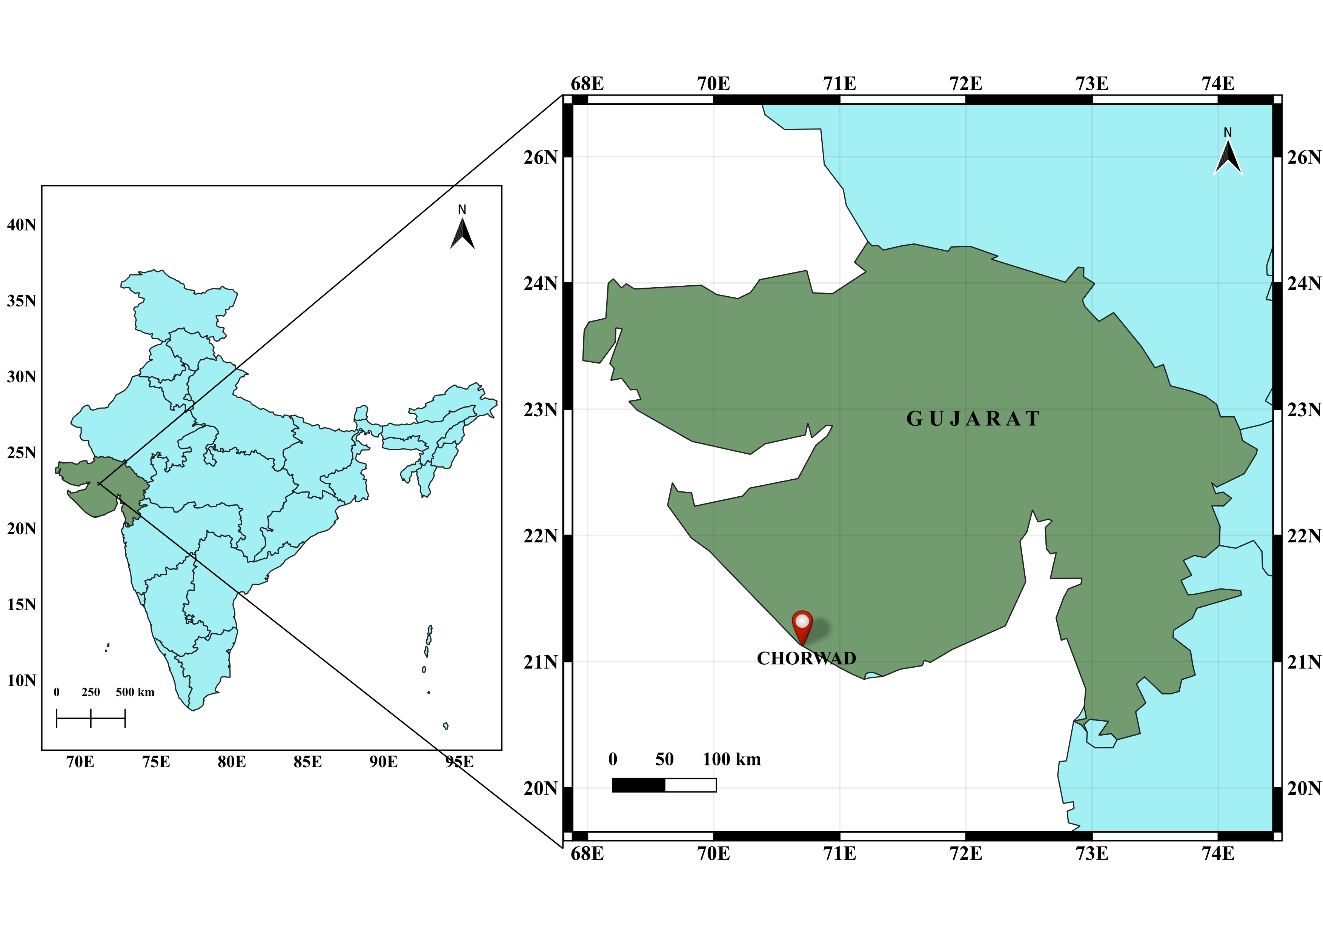 68E 70E 71E 72E 73E 74E
26N 26N
N
N
40N
35N
24N 24N
30N
23N GUJARAT 23N
25N
22N 22N
20N
15N
CHORWAD
21N 21N
10N
0 250 500 km
70E 75E 80E 85E 90E 95E
0 50 100 km
20N 20N
68E 70E 71E 72E 73E 74E